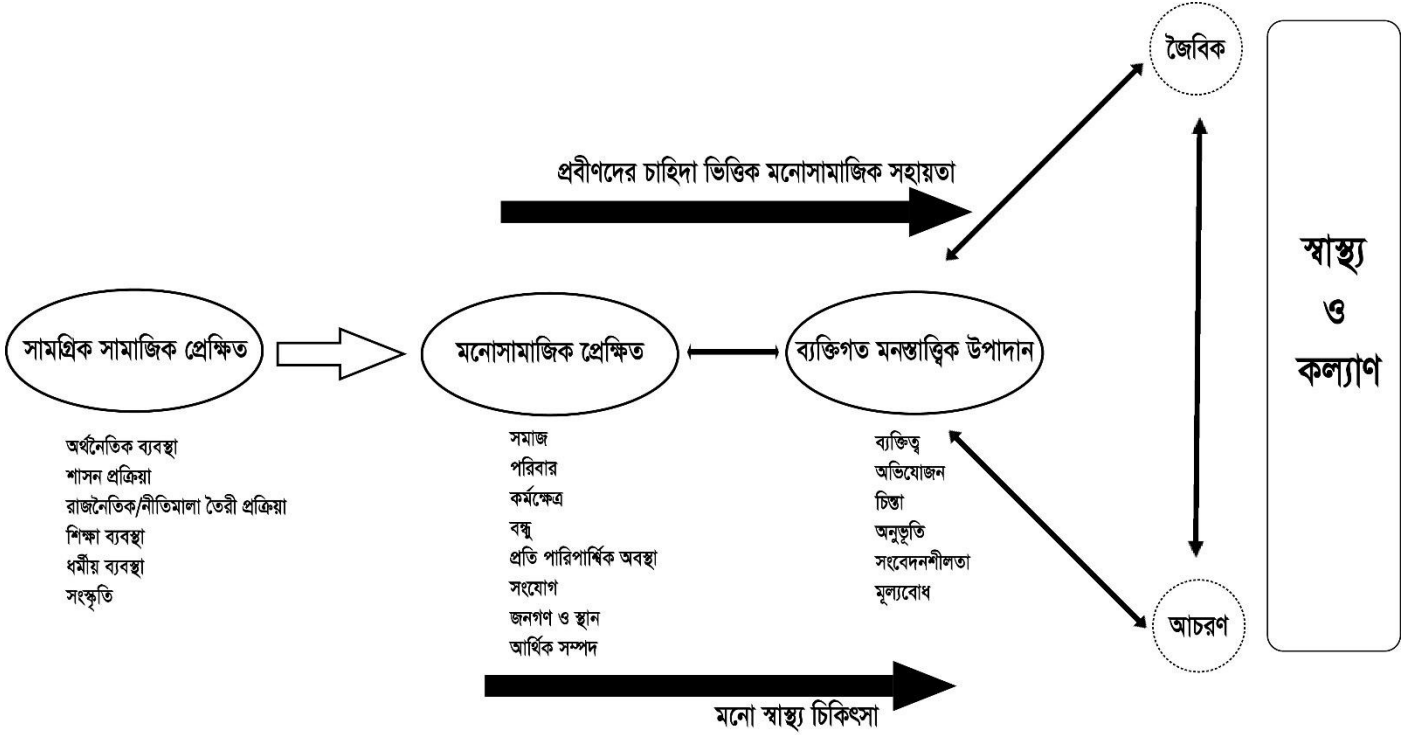 জৈবিক
প্রবীণদের চাহিদা ভিত্তিক মনোসামাজিক সহায়তা
স্বাস্থ্য
ও
কল্যাণ
সামগ্রিক সামাজিক প্রেক্ষিত
মনোসামাজিক প্রেক্ষিত
ব্যক্তিগত মনস্তাত্ত্বিক উপাদান
অর্থনৈতিক ব্যবস্থা
শাসন প্রক্রিয়া
রাজনৈতিক/নীতিমালা তৈরী প্রক্রিয়া
শিক্ষা ব্যবস্থা
ধর্মীয় ব্যবস্থা
সংস্কৃতি
সমাজ
পরিবার
কর্মক্ষেত্র
বন্ধু
প্রতি পারিপার্শ্বিক অবস্থা
সংযোগ
জনগণ ও স্থান
আর্থিক সম্পদ
ব্যক্তিত্ব
অভিযোজন
চিন্তা
অনুভূতি
সংবেদনশীলতা
মূল্যবোধ
আচরণ
মনো স্বাস্থ্য চিকিৎসা